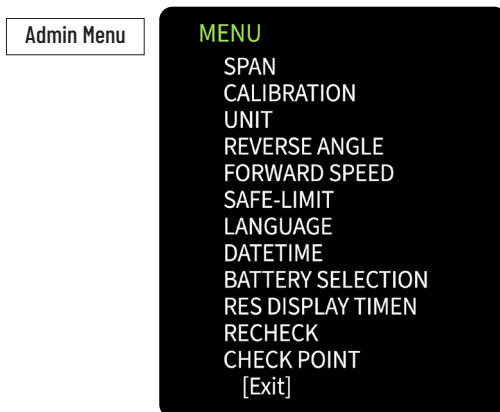 Admin Menu
MENU
SPAN
CALIBRATION
UNIT
REVERSE ANGLE
FORWARD SPEED
SAFE-LIMIT
LANGUAGE
DATETIME
BATTERY SELECTION
RES DISPLAY TIMEN
RECHECK
CHECK POINT
[Exit]